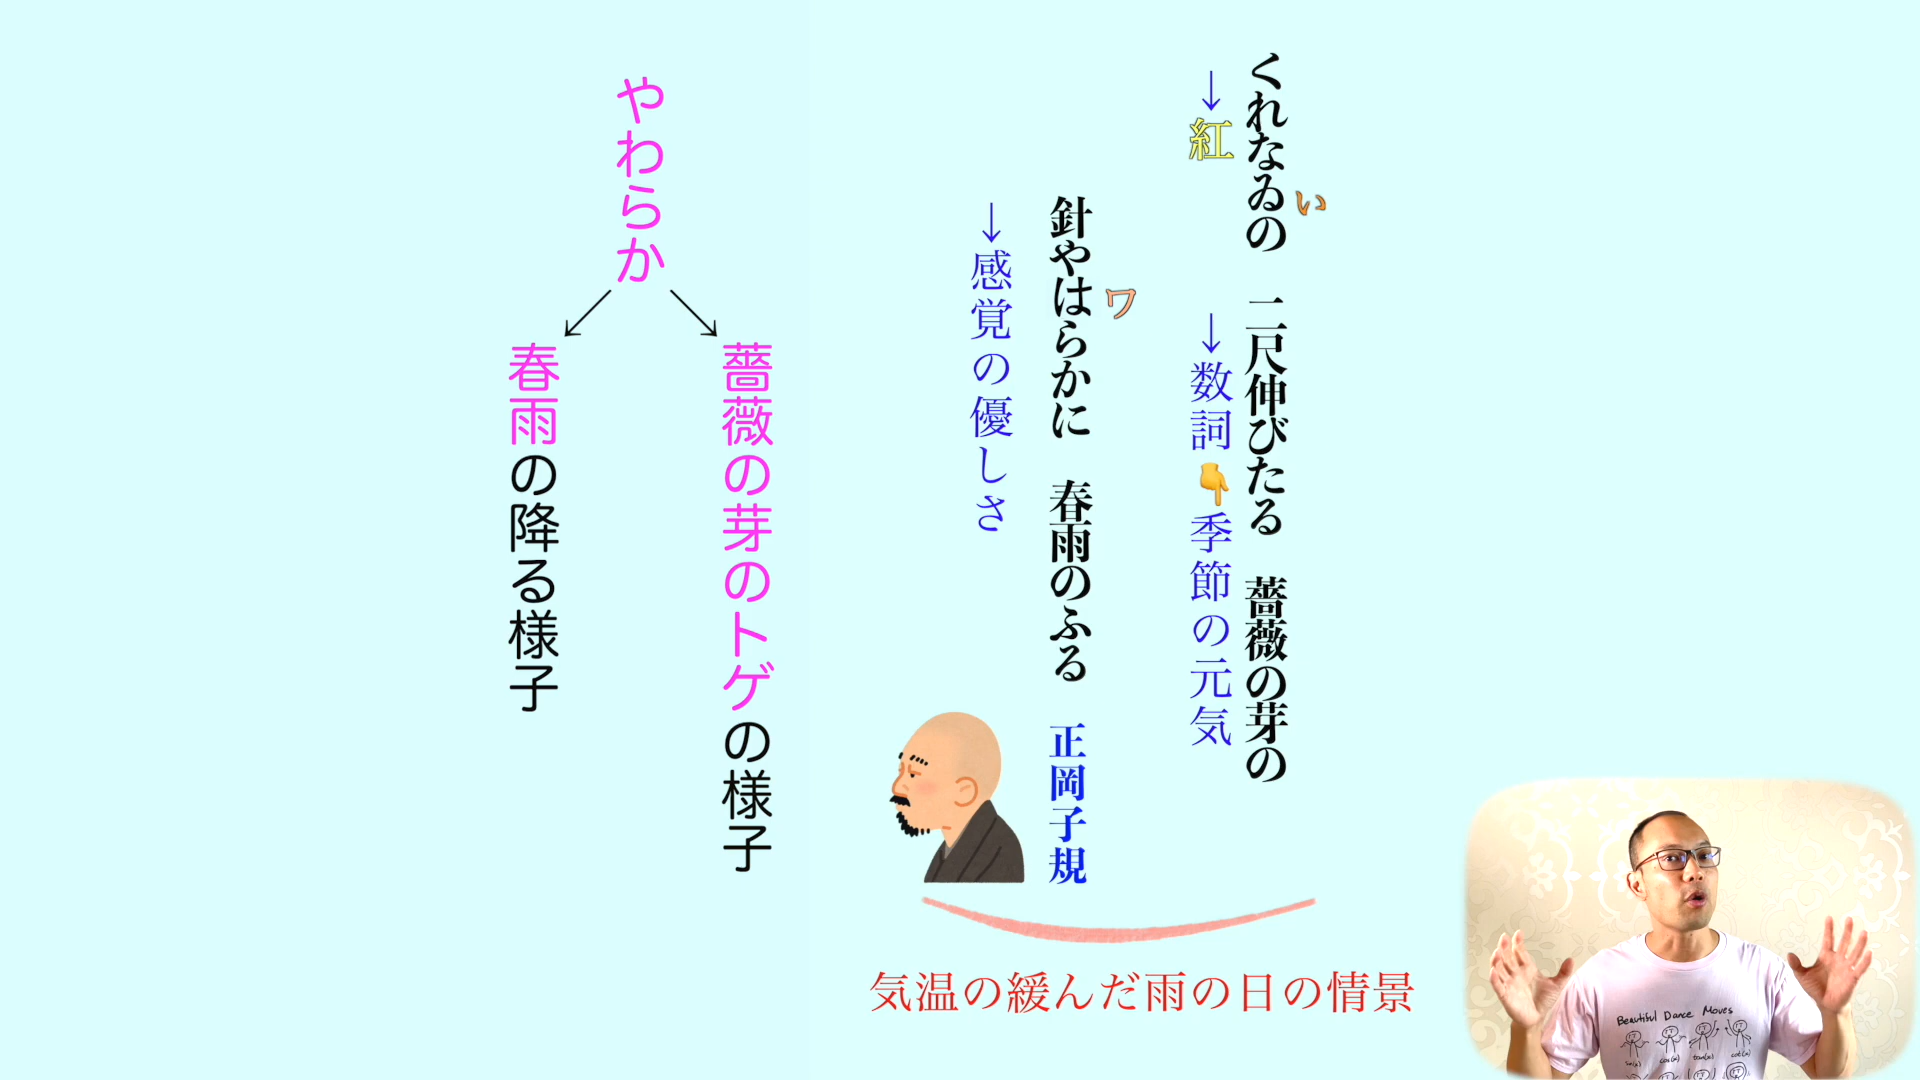 くれなゐの 二尺伸びたる 薔薇の芽の
い
↓紅
↓数詞👇季節の元気
針やはらかに 春雨のふる 正岡子規
ワ
↓感覚の優しさ
気温の緩んだ雨の日の情景
やわらか
薔薇の芽のトゲの様子
春雨の降る様子
Beautiful Dance Moves
sin(x) cos(x) tan(x) cot(x)